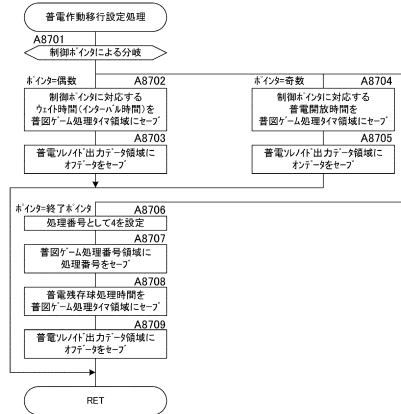 普電作動移行設定処理
A8701
制御ポインタによる分岐
ポインタ=偶数
A8702
制御ポインタに対応する
ウェイト時間(インターバル時間)を
普図ゲーム処理タイマ領域にセーブ
A8703
普電ソレノイド出力データ領域に
オフデータをセーブ
ポインタ=奇数
A8704
制御ポインタに対応する
普電開放時間を
普図ゲーム処理タイマ領域にセーブ
A8705
普電ソレノイド出力データ領域に
オンデータをセーブ
ポインタ=終了ポインタ
A8706
処理番号として4を設定
A8707
普図ゲーム処理番号領域に
処理番号をセーブ
A8708
普電残存球処理時間を
普図ゲーム処理タイマ領域にセーブ
A8709
普電ソレノイド出力データ領域に
オフデータをセーブ
RET